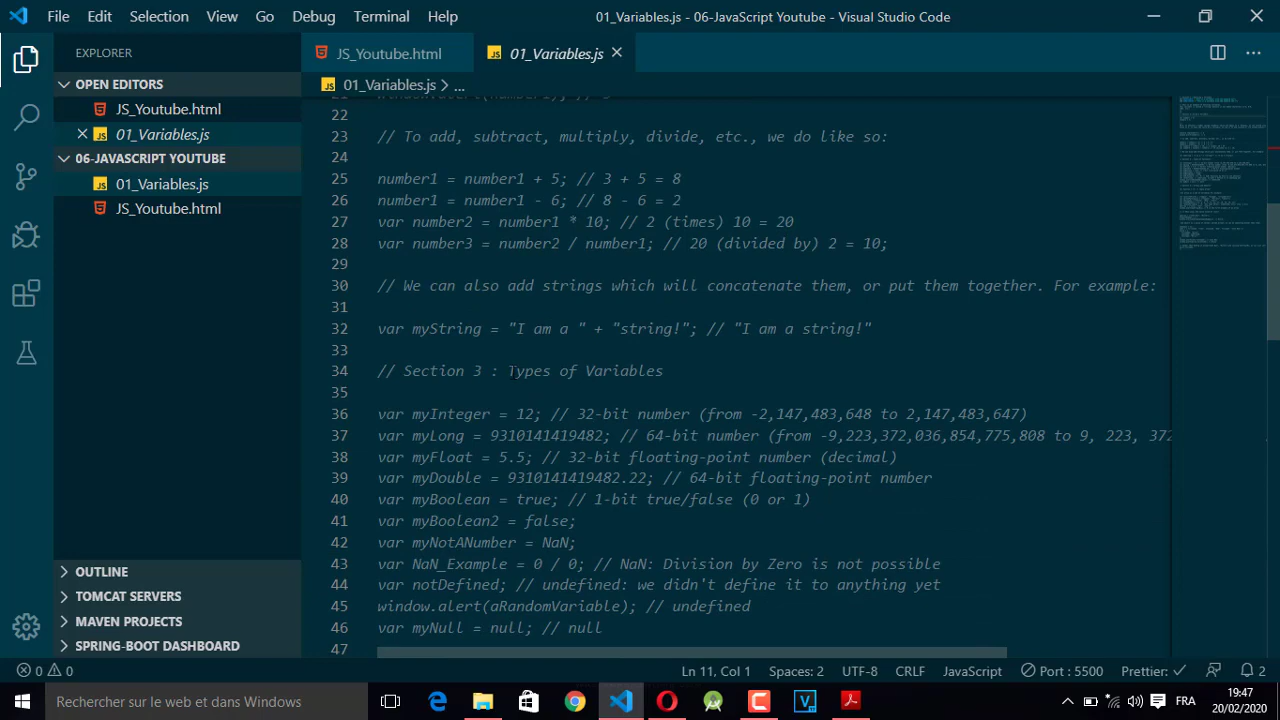 File Edit Selection View Go Debug Terminal Help 01_Variables.js - 06-JavaScript Youtube - Visual Studio Code
EXPLORER
OPEN EDITORS
JS_Youtube.html
01_Variables.js
06-JAVASCRIPT YOUTUBE
01_Variables.js
JS_Youtube.html
OUTLINE
TOMCAT SERVERS
MAVEN PROJECTS
SPRING-BOOT DASHBOARD
JS_Youtube.html JS 01_Variables.js
JS 01_Variables.js > ...
22
23 // To add, subtract, multiply, divide, etc., we do like so:
24
25 number1 = number1 + 5; // 3 + 5 = 8
26 number1 = number1 - 6; // 8 - 6 = 2
27 var number2 = number1 * 10; // 2 (times) 10 = 20
28 var number3 = number2 / number1; // 20 (divided by) 2 = 10;
29
30 // We can also add strings which will concatenate them, or put them together. For example:
31
32 var myString = "I am a " + "string!"; // "I am a string!"
33
34 // Section 3 : Types of Variables
35
36 var myInteger = 12; // 32-bit number (from -2,147,483,648 to 2,147,483,647)
37 var myLong = 9310141419482; // 64-bit number (from -9,223,372,036,854,775,808 to 9, 223, 372
38 var myFloat = 5.5; // 32-bit floating-point number (decimal)
39 var myDouble = 9310141419482.22; // 64-bit floating-point number
40 var myBoolean = true; // 1-bit true/false (0 or 1)
41 var myBoolean2 = false;
42 var myNotANumber = NaN;
43 var NaN_Example = 0 / 0; // NaN: Division by Zero is not possible
44 var notDefined; // undefined: we didn't define it to anything yet
45 window.alert(aRandomVariable); // undefined
46 var myNull = null; // null
47
0 0 Ln 11, Col 1 Spaces: 2 UTF-8 CRLF JavaScript Port : 5500 Prettier: 2
Rechercher sur le web et dans Windows
FRA
19:47
20/02/2020